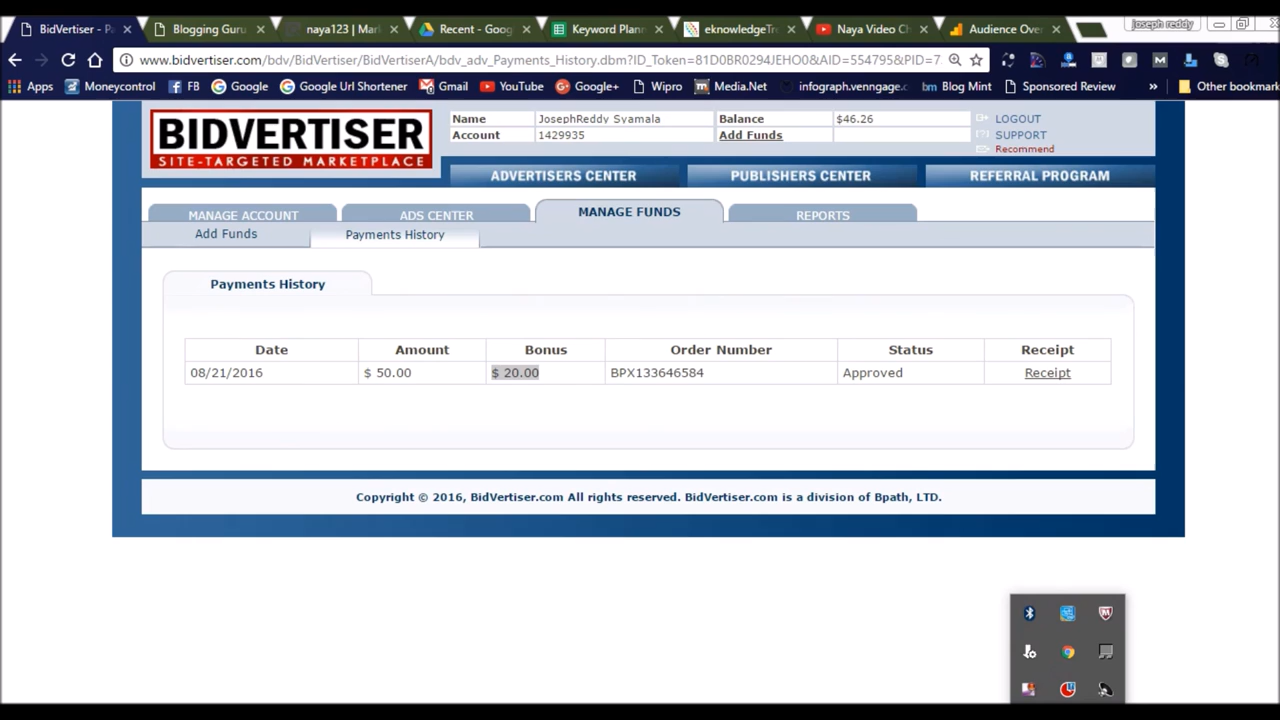 BidVertiser - Pa
Blogging Guru
naya123 | Mark
Recent - Goog
Keyword Plann
eknowledgeTre
Naya Video Ch
Audience Over
joseph reddy
www.bidvertiser.com/bdv/BidVertiser/BidVertiserA/bdv_adv_Payments_History.dbm?ID_Token=81D0BR0294JEHO0&AID=554795&PID=7
Apps
Moneycontrol
FB
Google
Google Url Shortener
Gmail
YouTube
Google+
Wipro
Media.Net
infograph.venngage.c
bm Blog Mint
Sponsored Review
»
Other bookmark
BIDVERTISER
SITE-TARGETED MARKETPLACE
Name JosephReddy Syamala Balance $46.26
Account 1429935 Add Funds
LOGOUT
SUPPORT
Recommend
ADVERTISERS CENTER PUBLISHERS CENTER REFERRAL PROGRAM
MANAGE ACCOUNT ADS CENTER MANAGE FUNDS REPORTS
Add Funds Payments History
Payments History
Date Amount Bonus Order Number Status Receipt
08/21/2016 $ 50.00 $ 20.00 BPX133646584 Approved Receipt
Copyright © 2016, BidVertiser.com All rights reserved. BidVertiser.com is a division of Bpath, LTD.